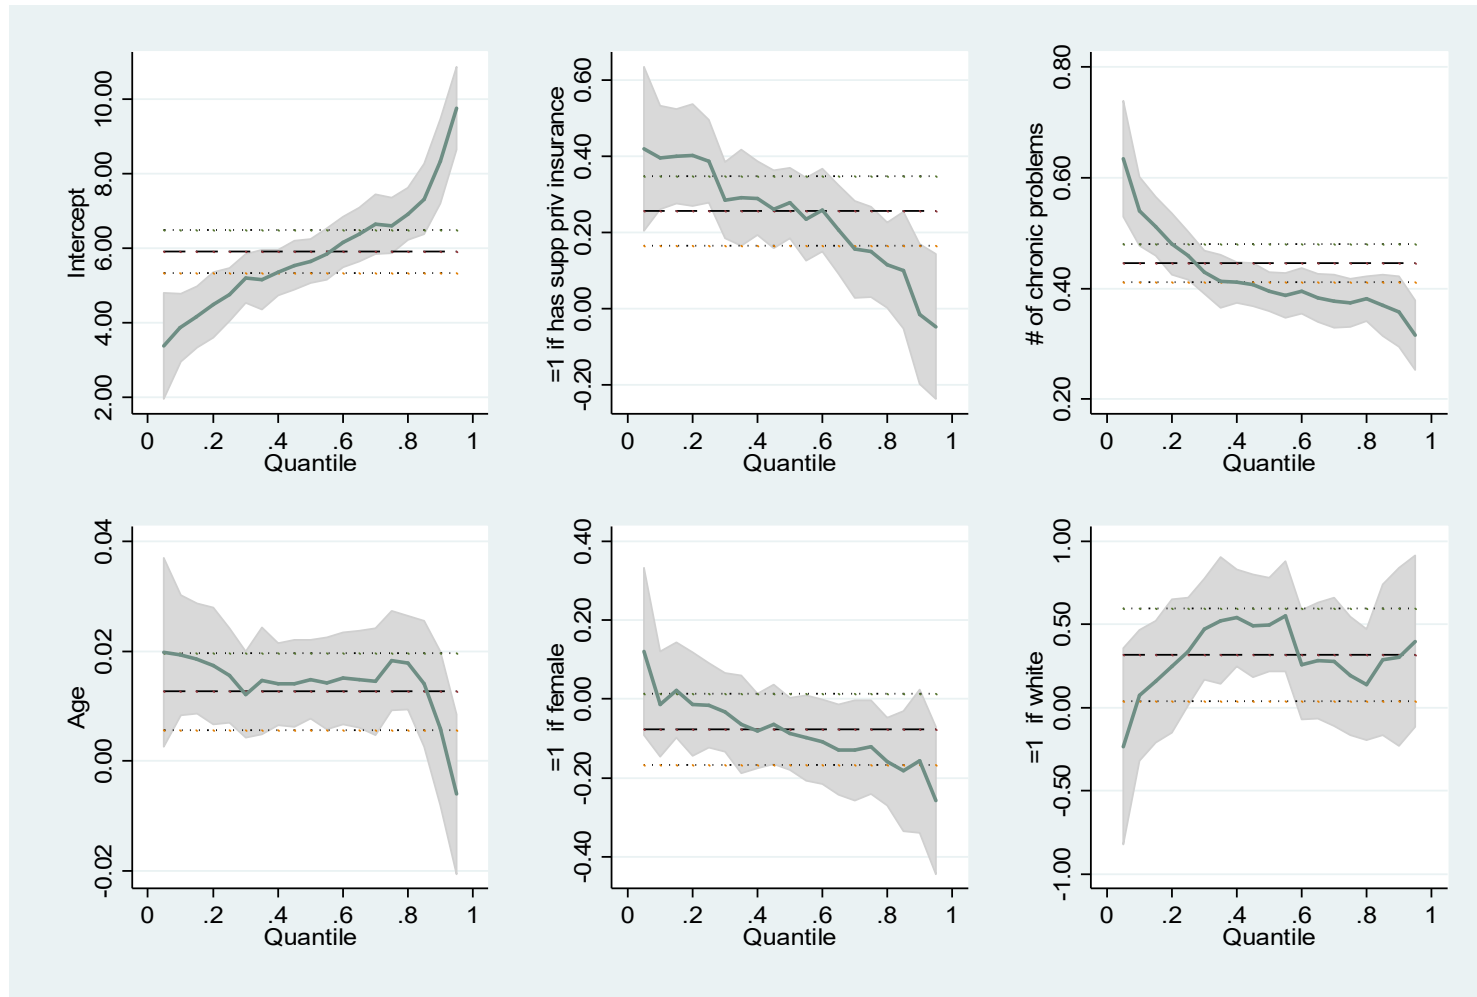 Intercept
10.00
8.00
6.00
4.00
2.00
0 .2 .4 .6 .8 1
Quantile
=1 if has supp priv insurance
0.60
0.40
0.20
0.00
-0.20
0 .2 .4 .6 .8 1
Quantile
# of chronic problems
0.80
0.60
0.40
0.20
0 .2 .4 .6 .8 1
Quantile
Age
0.04
0.02
0.00
-0.02
0 .2 .4 .6 .8 1
Quantile
=1 if female
0.40
0.20
0.00
-0.20
-0.40
0 .2 .4 .6 .8 1
Quantile
=1 if white
1.00
0.50
0.00
-0.50
-1.00
0 .2 .4 .6 .8 1
Quantile